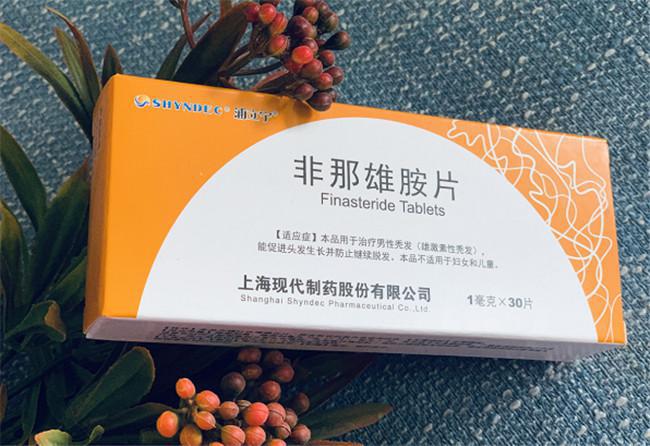 SHYNDEC® 浦立宁®
非那雄胺片
Finasteride Tablets
【适应症】本品用于治疗男性秃发（雄激素性秃发），
能促进头发生长并防止继续脱发。本品不适用于妇女和儿童。
上海现代制药股份有限公司
Shanghai Shyndec Pharmaceutical Co.,Ltd.
1毫克×30片